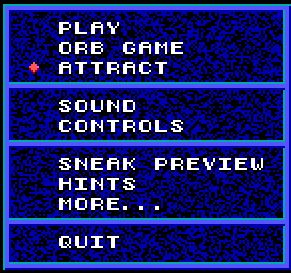 PLAY
ORB GAME
ATTRACT
SOUND
CONTROLS
SNEAK PREVIEW
HINTS
MORE...
QUIT